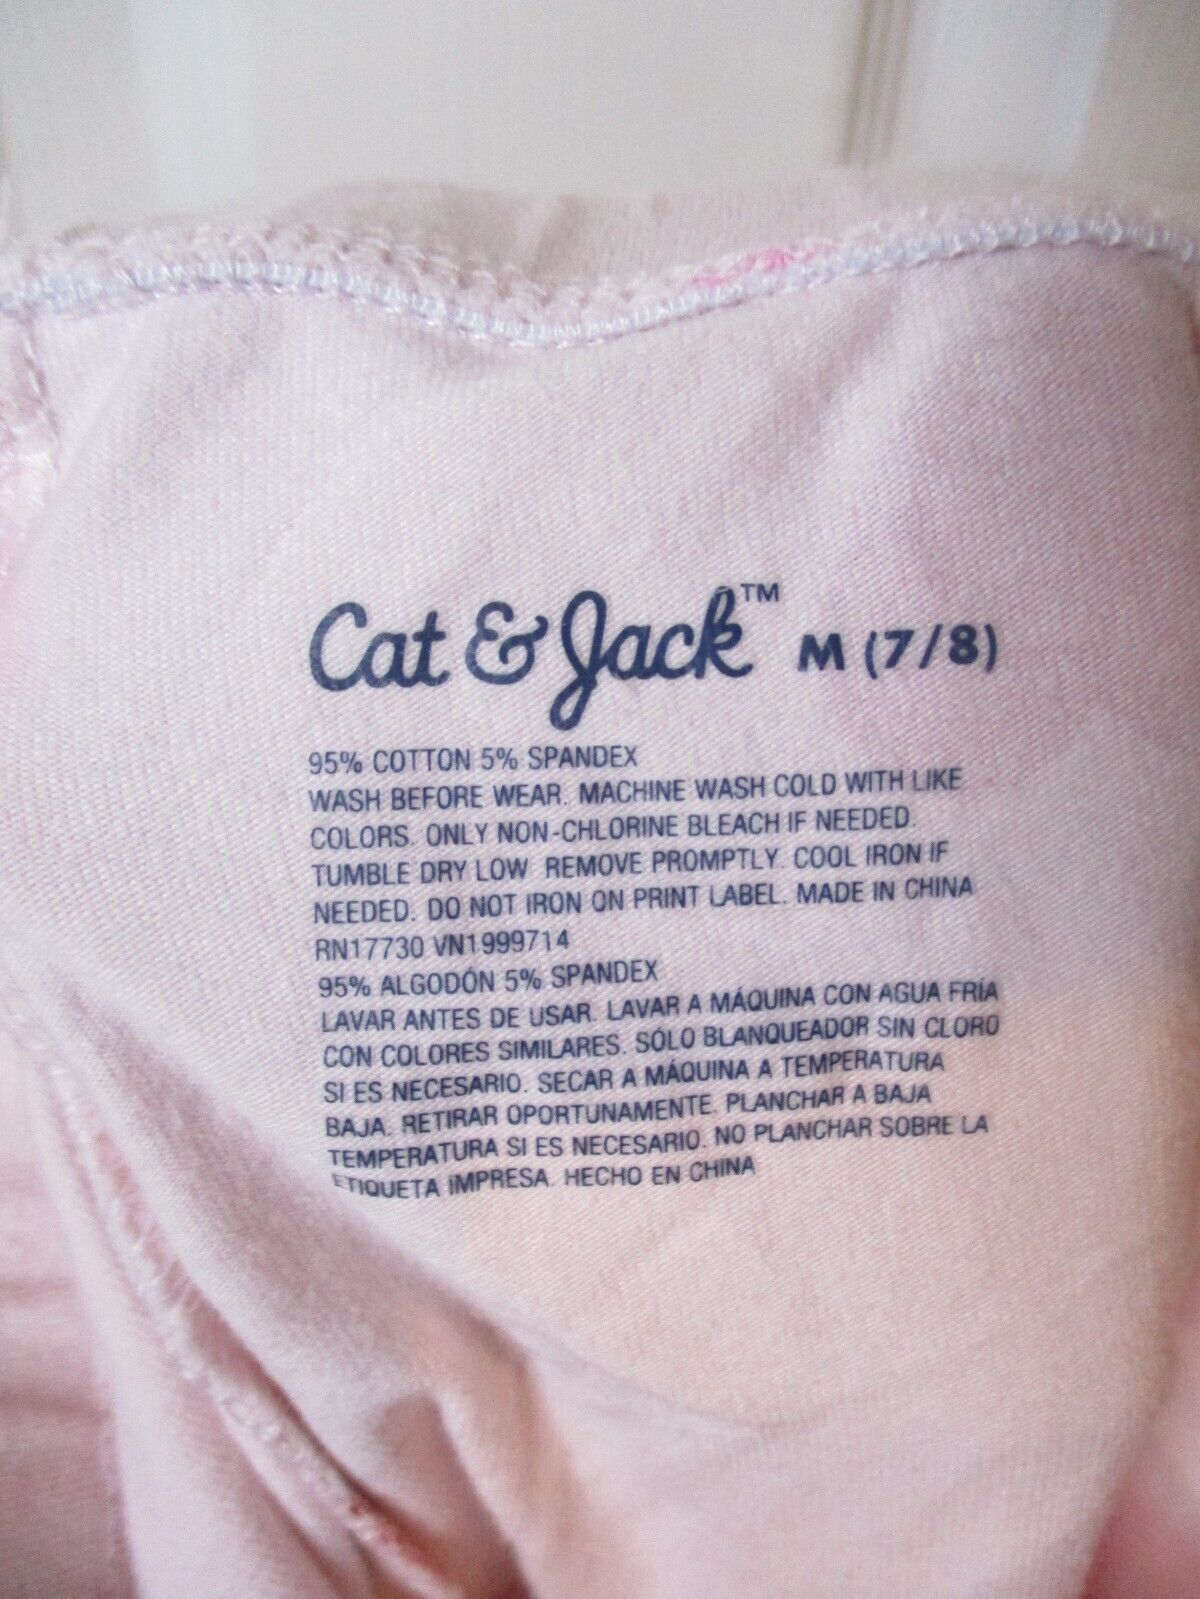 Cat & Jack™ M (7/8)
95% COTTON 5% SPANDEX
WASH BEFORE WEAR. MACHINE WASH COLD WITH LIKE
COLORS. ONLY NON-CHLORINE BLEACH IF NEEDED.
TUMBLE DRY LOW REMOVE PROMPTLY. COOL IRON IF
NEEDED. DO NOT IRON ON PRINT LABEL. MADE IN CHINA
RN17730 VN1999714
95% ALGODÓN 5% SPANDEX
LAVAR ANTES DE USAR. LAVAR A MÁQUINA CON AGUA FRÍA
CON COLORES SIMILARES. SÓLO BLANQUEADOR SIN CLORO
SI ES NECESARIO. SECAR A MÁQUINA A TEMPERATURA
BAJA. RETIRAR OPORTUNAMENTE. PLANCHAR A BAJA
TEMPERATURA SI ES NECESARIO. NO PLANCHAR SOBRE LA
ETIQUETA IMPRESA. HECHO EN CHINA